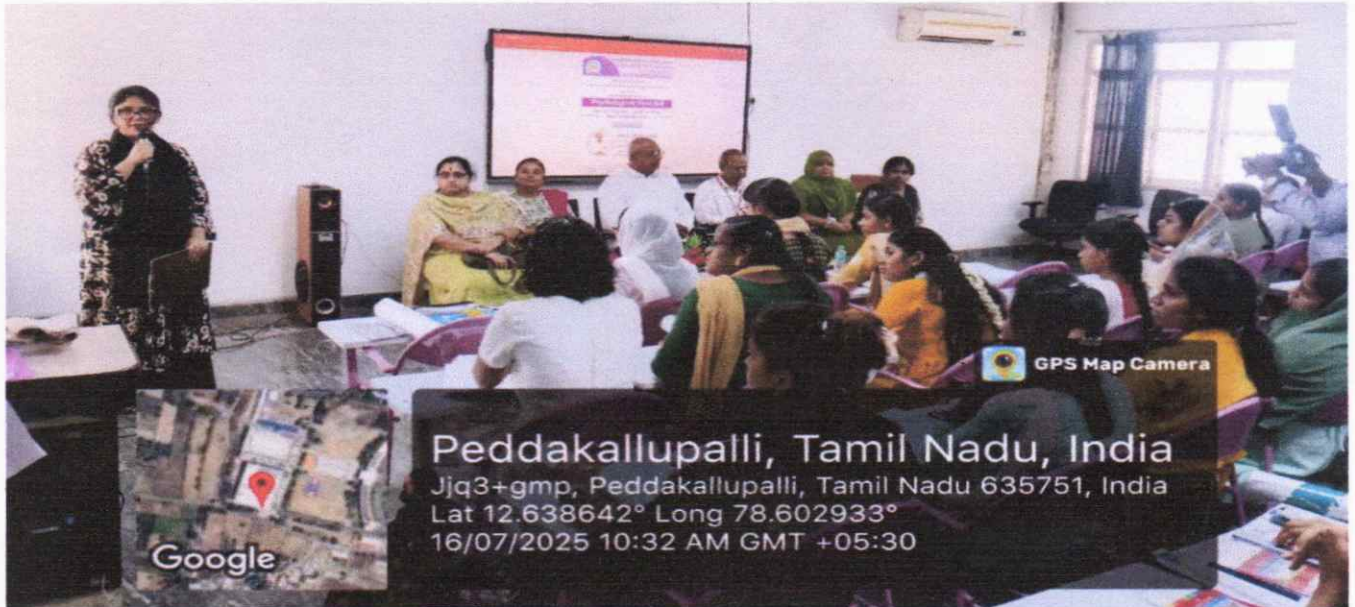 GPS Map Camera
Peddakallupalli, Tamil Nadu, India
Jjq3+gmp, Peddakallupalli, Tamil Nadu 635751, India
Lat 12.638642° Long 78.602933°
16/07/2025 10:32 AM GMT +05:30
Google